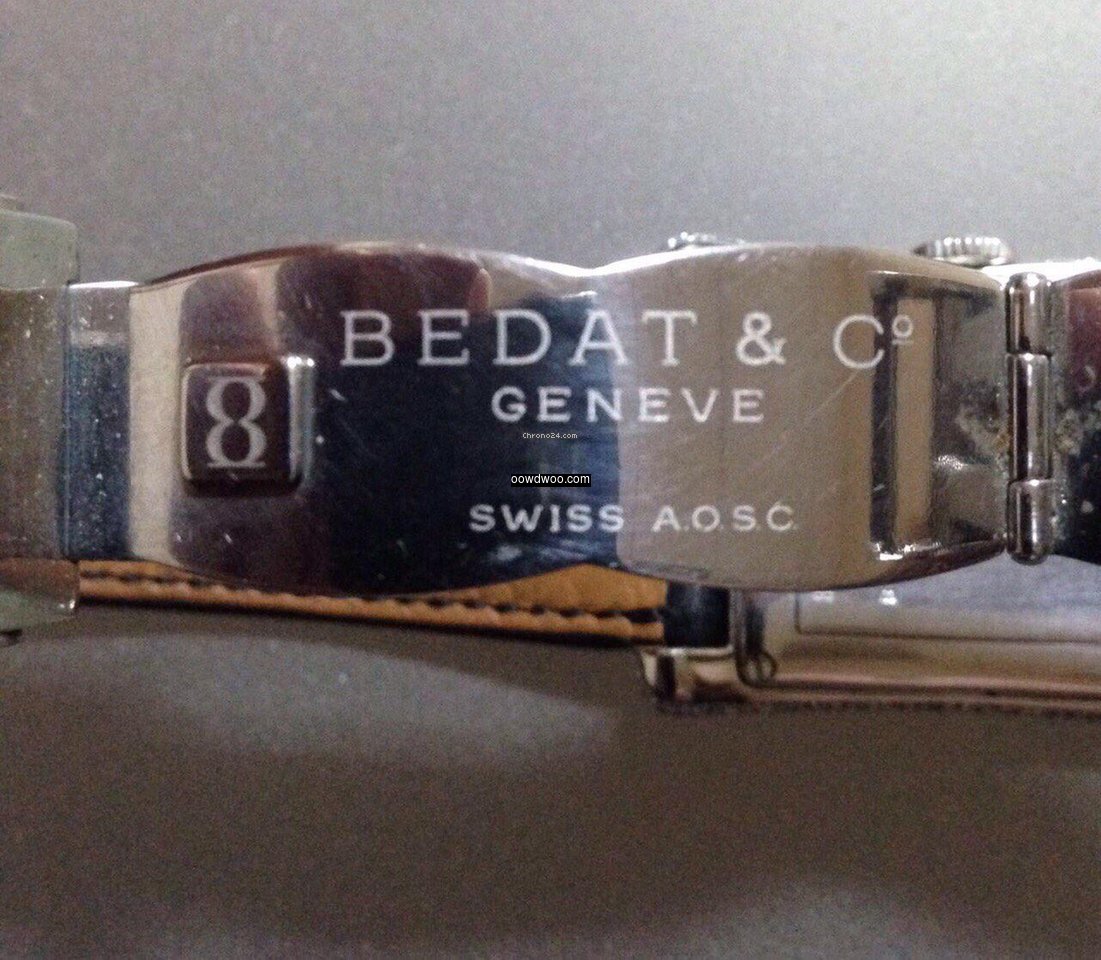 BEDAT & Cº
8
GENEVE
Chrono24.com
oowdwoo.com
SWISS A.O.S.C.